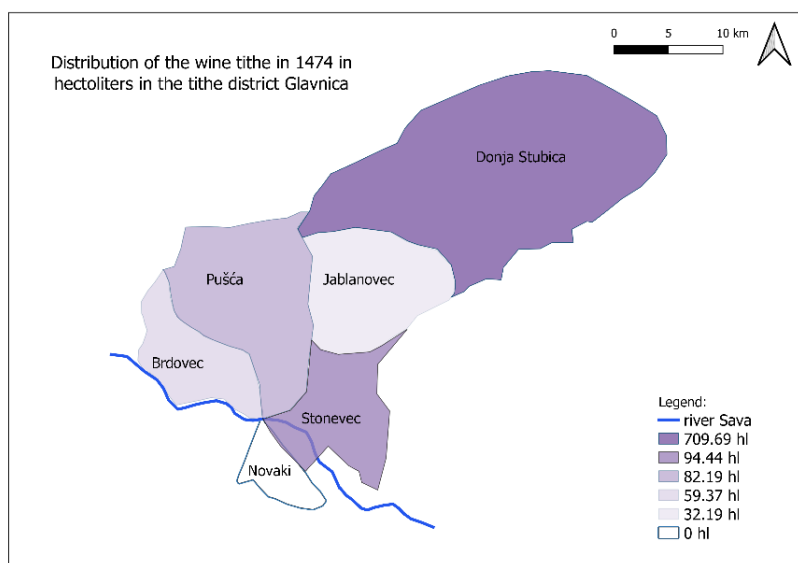 Distribution of the wine tithe in 1474 in
hectoliters in the tithe district Glavnica
0 5 10 km
Donja Stubica
Pušća
Jablanovec
Brdovec
Stonevec
Novaki
Legend:
river Sava
709.69 hl
94.44 hl
82.19 hl
59.37 hl
32.19 hl
0 hl